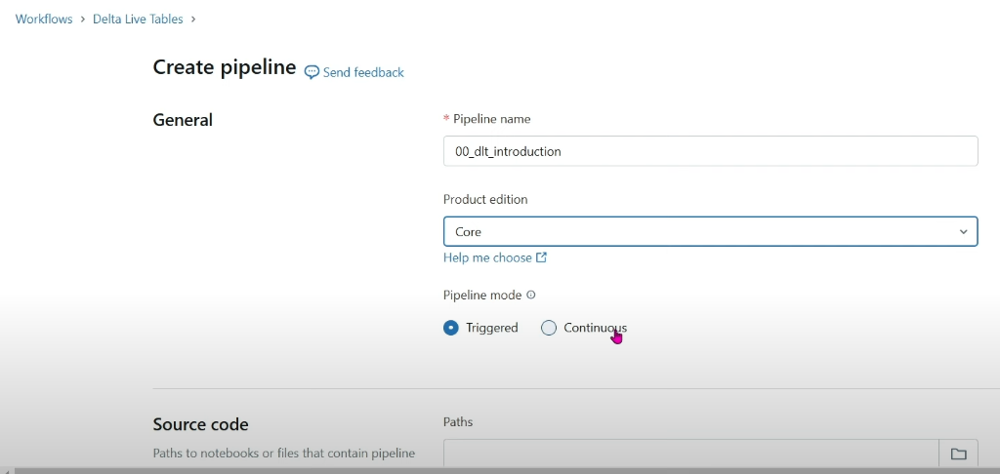 Workflows > Delta Live Tables >
Create pipeline Send feedback
General
* Pipeline name
00_dlt_introduction
Product edition
Core
Help me choose
Pipeline mode
Triggered Continuous
Source code
Paths
Paths to notebooks or files that contain pipeline